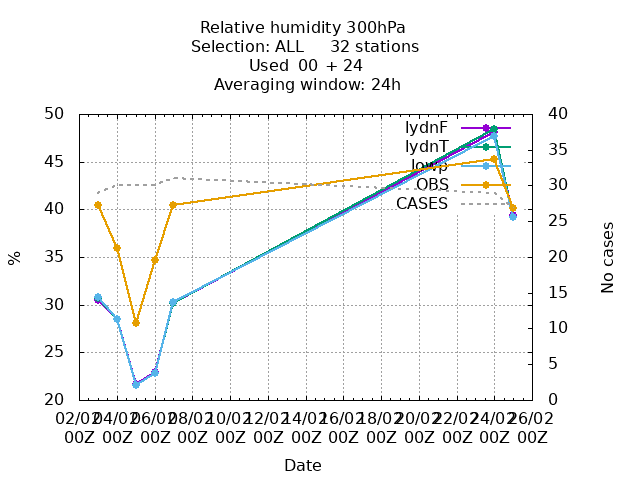 Relative humidity 300hPa
Selection: ALL 32 stations
Used 00 + 24
Averaging window: 24h
50
45
40
35
30
25
20
40
35
30
25
20
15
10
5
0
lydnF
lydnT
lowp
OBS
CASES
%
No cases
02/02 04/02 06/02 08/02 10/02 12/02 14/02 16/02 18/02 20/02 22/02 24/02 26/02
00Z 00Z 00Z 00Z 00Z 00Z 00Z 00Z 00Z 00Z 00Z 00Z 00Z
Date